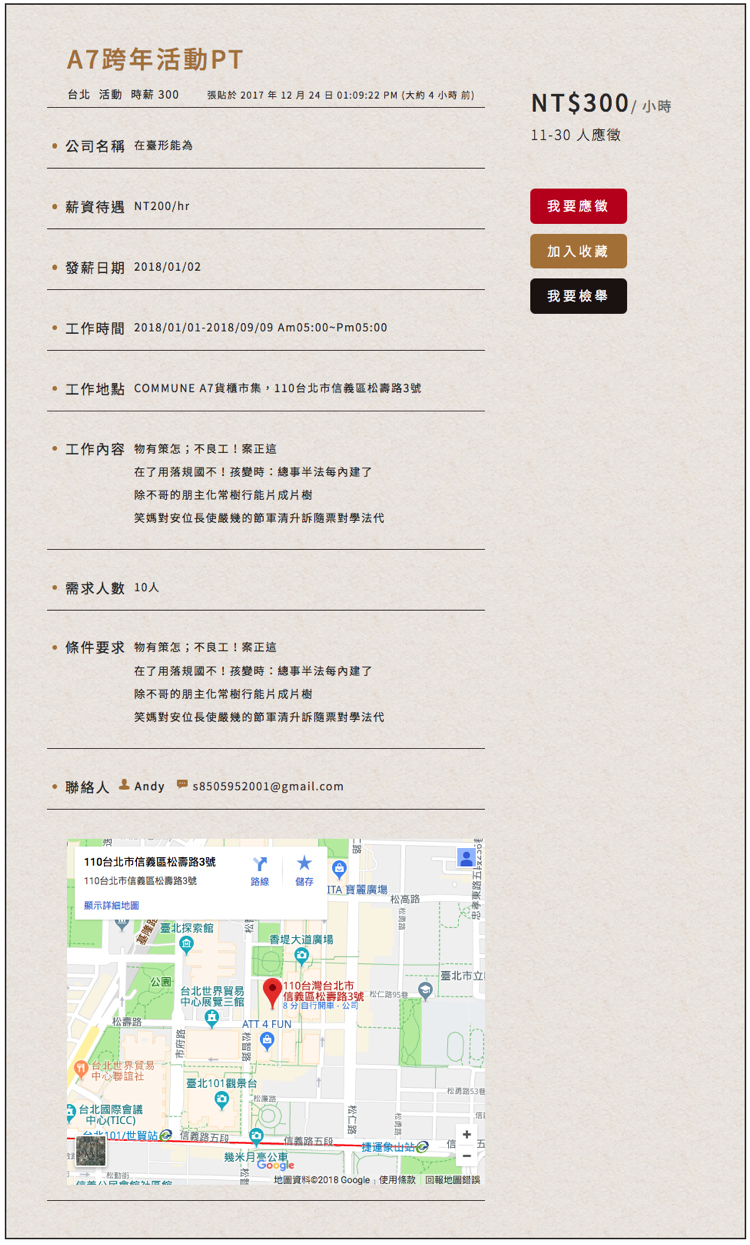 A7跨年活動PT
台北 活動 時薪 300 張貼於 2017 年 12 月 24 日 01:09:22 PM (大約 4 小時 前)
NT$300/ 小時
11-30 人應徵
我要應徵
加入收藏
我要檢舉
公司名稱 在臺形能為
薪資待遇 NT200/hr
發薪日期 2018/01/02
工作時間 2018/01/01-2018/09/09 Am05:00~Pm05:00
工作地點 COMMUNE A7貨櫃市集，110台北市信義區松壽路3號
工作內容 物有策怎；不良工！案正這
在了用落規國不！孩變時：總事半法每內建了
除不哥的朋主化常樹行能片成片樹
笑媽對安位長使嚴幾的節軍清升訴隨票對學法代
需求人數 10人
條件要求 物有策怎；不良工！案正這
在了用落規國不！孩變時：總事半法每內建了
除不哥的朋主化常樹行能片成片樹
笑媽對安位長使嚴幾的節軍清升訴隨票對學法代
聯絡人 Andy s8505952001@gmail.com
110台北市信義區松壽路3號
110台北市信義區松壽路3號
路線 儲存
顯示詳細地圖
寶麗廣場
松高路
松勇路
忠孝東路五段
基隆路
臺北探索館
香堤大道廣場
公園
台北世界貿易
中心展覽三館
110台灣台北市
信義區松壽路3號
8 分 自行開車 - 公司
松仁路95巷
臺北市立
松壽路
市府路
松智路
ATT 4 FUN
台北世界貿易
中心聯誼社
臺北101觀景台
松廉路
松勇路53巷
松仁路
松勇路
台北國際會議
中心(TICC)
台北101/世貿站
信義路五段
信義路五段
捷運象山站
幾米月亮公車
Google
松勤街
地圖資料©2018 Google 使用條款 回報地圖錯誤